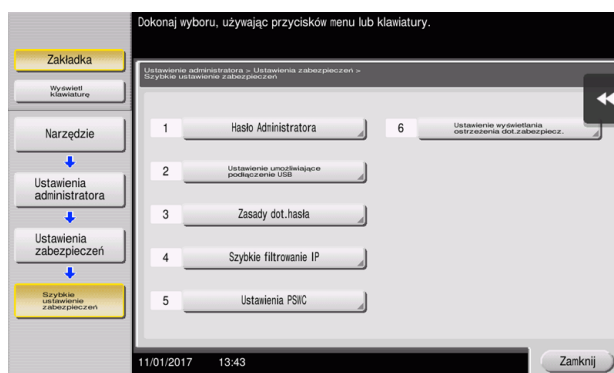 Dokonaj wyboru, używając przycisków menu lub klawiatury.
Zakładka
Wyświetl
klawiaturę
Narzędzie
Ustawienia
administratora
Ustawienia
zabezpieczeń
Szybkie
ustawienie
zabezpieczeń
Ustawienie administratora > Ustawienia zabezpieczeń >
Szybkie ustawienie zabezpieczeń
1 Hasło Administratora
2 Ustawienie umożliwiające
podłączenie USB
3 Zasady dot.hasła
4 Szybkie filtrowanie IP
5 Ustawienia PSWC
6 Ustawienie wyświetlania
ostrzeżenia dot.zabezpiecz.
11/01/2017 13:43
Zamknij